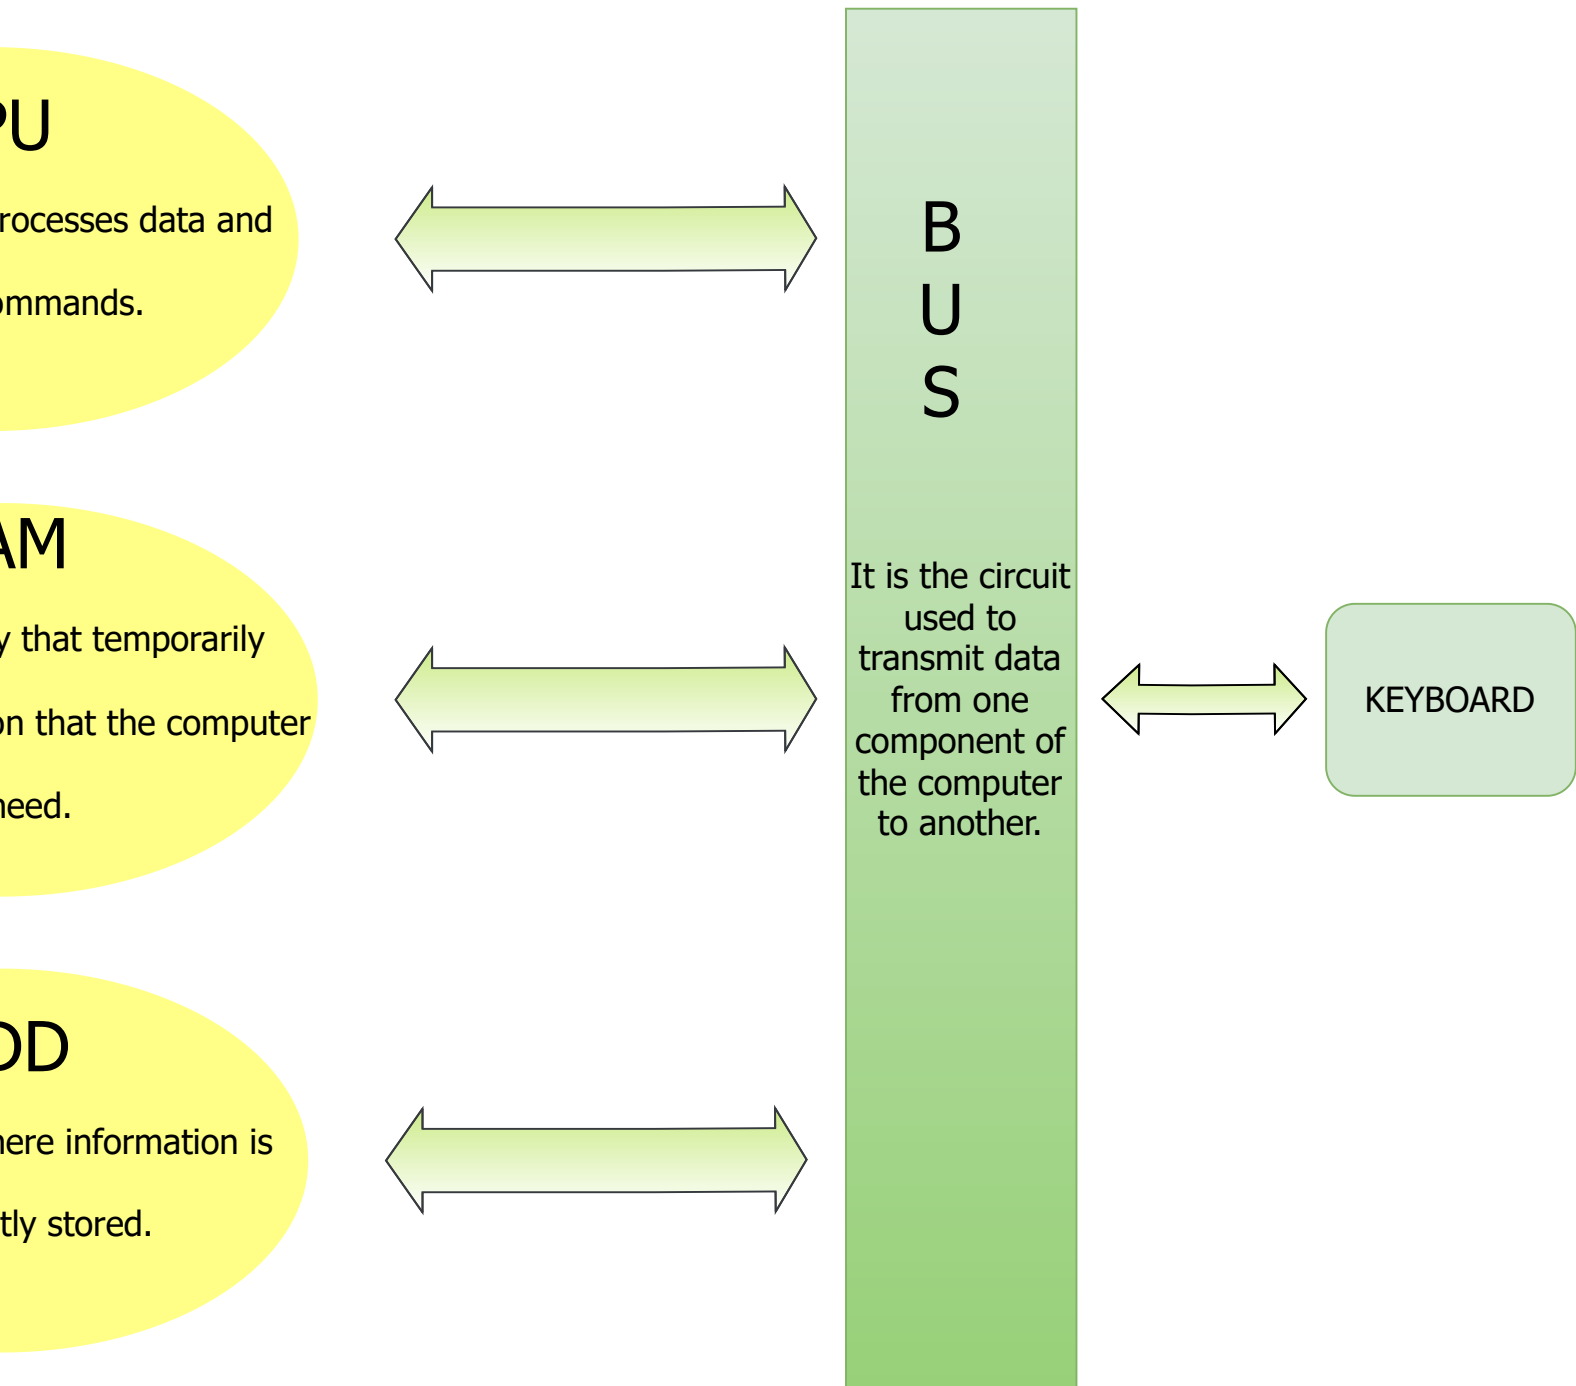 PU
rocesses data and
ommands.
AM
y that temporarily
on that the computer
need.
DD
here information is
tly stored.
B
U
S
It is the circuit
used to
transmit data
from one
component of
the computer
to another.
KEYBOARD